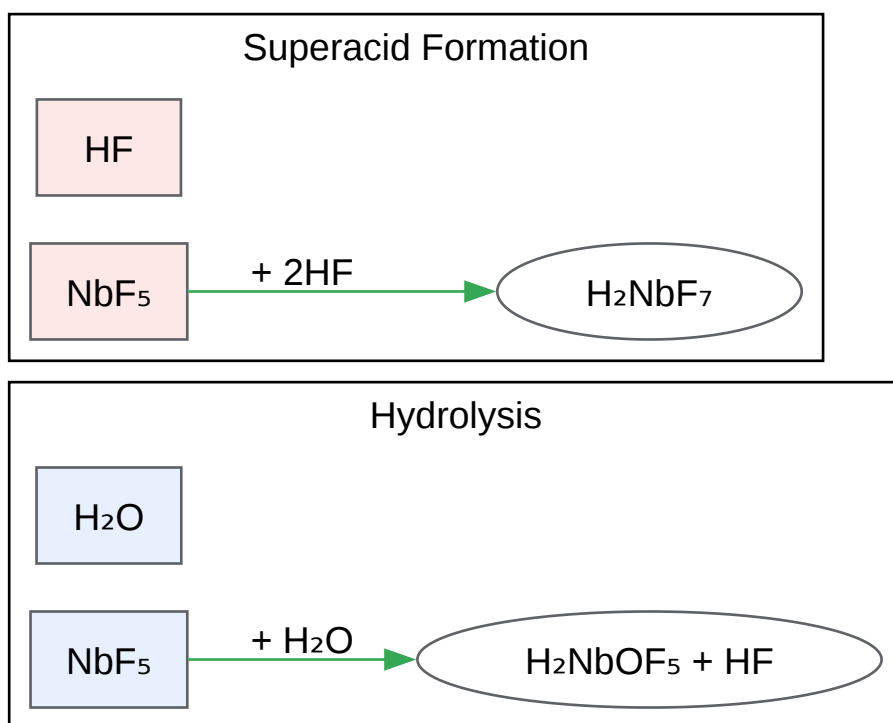 Superacid Formation
HF
NbF₅
+ 2HF
H₂NbF₇
Hydrolysis
H₂O
NbF₅
+ H₂O
H₂NbOF₅ + HF